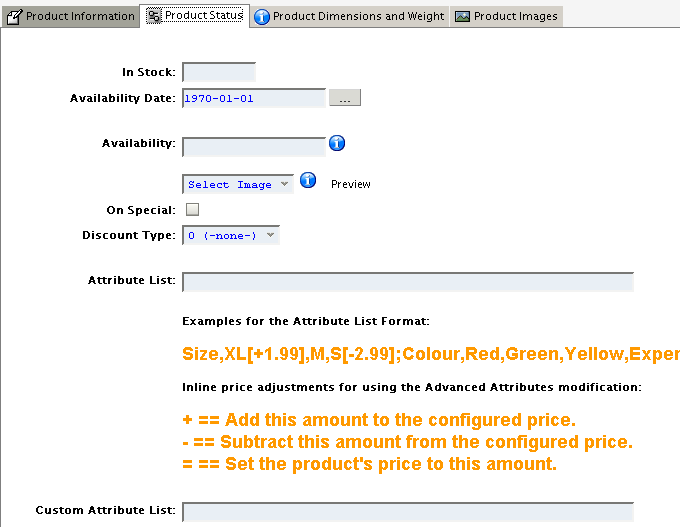 Product Information Product Status Product Dimensions and Weight Product Images
In Stock:
Availability Date: 1970-01-01 ...
Availability:
Select Image Preview
On Special:
Discount Type: 0 (-none-)
Attribute List:
Examples for the Attribute List Format:
Size,XL[+1.99],M,S[-2.99];Colour,Red,Green,Yellow,Exper
Inline price adjustments for using the Advanced Attributes modification:
+ == Add this amount to the configured price.
- == Subtract this amount from the configured price.
= == Set the product's price to this amount.
Custom Attribute List: